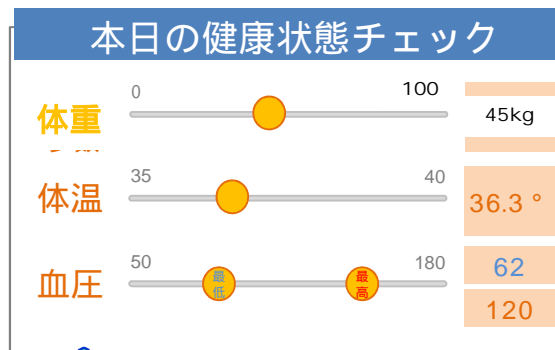 本日の健康状態チェック
0 100
体重 45kg
35 40
体温 36.3 °
50 180 62
血圧 最低 最高
120